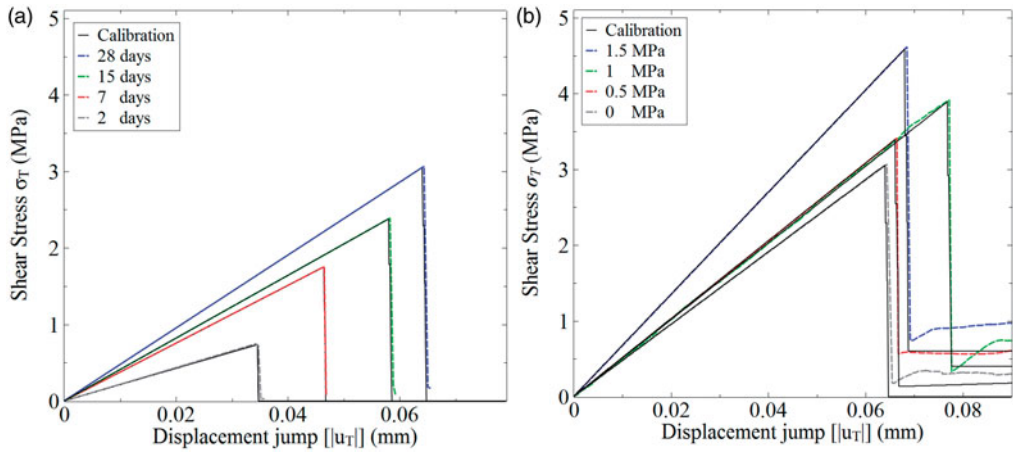 (a)
5
4
3
2
1
0
Shear Stress σT (MPa)
Calibration
28 days
15 days
7 days
2 days
0
0.02
0.04
0.06
Displacement jump [|uT|] (mm)
(b)
5
4
3
2
1
0
Shear Stress σT (MPa)
Calibration
1.5 MPa
1 MPa
0.5 MPa
0 MPa
0
0.02
0.04
0.06
0.08
Displacement jump [|uT|] (mm)